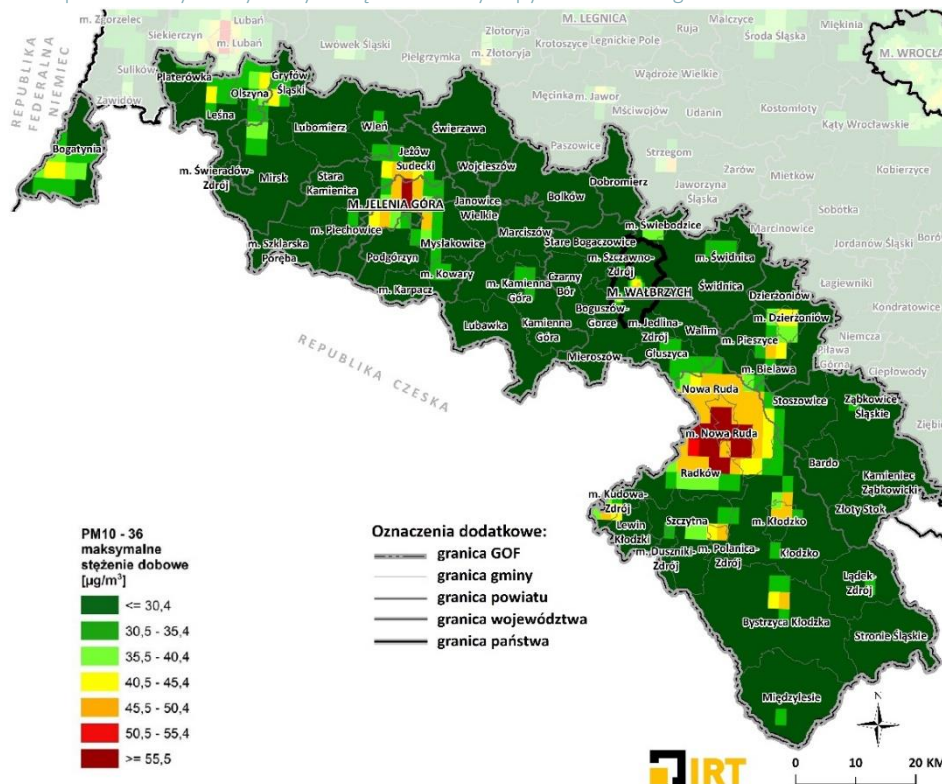 m. Zgorzelec
Lubań
Siekierczyn
m. Lubań
Sulików
Zawidów
Lwówek Śląski
Pielgrzymka
Złotoryja
m. Złotoryja
M. LEGNICA
Krotoszyce
Legnickie Pole
Ruja
Malczyce
Środa Śląska
Miękinia
M. WROCŁA
Wądroże Wielkie
Męcinka
m. Jawor
Mściwojów
Udanin
Kostomłoty
Kąty Wrocławskie
Paszowice
Strzegom
Żarów
Mietków
Kobierzyce
Jaworzyna
Śląska
Marcinowice
Sobótka
Jordanów Śląski
Łagiewniki
Kondratowice
Niemcza
Piława
Górna
Ciepłowody
REPUBLIKA
FEDERALNA
NIEMIEC
Platerówka
Olszyna
Gryfów
Śląski
Leśna
Lubomierz
Wleń
Świerzawa
Bogatynia
m. Świeradów-
Zdrój
Mirsk
Stara
Kamienica
Jeżów
Sudecki
Wojcieszów
M. JELENIA GÓRA
Janowice
Wielkie
Bolków
Dobromierz
m. Piechowice
Mysłakowice
Marciszów
Stare Bogaczowice
m. Świebodzice
m. Szklarska
Poręba
Podgórzyn
m. Kowary
m. Karpacz
m. Kamienna
Góra
Czarny
Bór
m. Szczawno-
Zdrój
M. WAŁBRZYCH
m. Świdnica
Świdnica
Dzierżoniów
m. Dzierżoniów
Boguszów-
Gorce
m. Jedlina-
Zdrój
Walim
m. Pieszyce
Lubawka
Kamienna
Góra
Mieroszów
Głuszyca
m. Bielawa
REPUBLIKA CZESKA
Nowa Ruda
Stoszowice
Ząbkowice
Śląskie
m. Nowa Ruda
Radków
Bardo
Kamieniec
Ząbkowicki
Złoty Stok
m. Kudowa-
Zdrój
Lewin
Kłodzki
Szczytna
m. Kłodzko
m. Duszniki-
Zdrój
m. Polanica-
Zdrój
Kłodzko
Lądek-
Zdrój
Bystrzyca Kłodzka
Stronie Śląskie
Międzylesie
PM10 - 36
maksymalne
stężenie dobowe
[µg/m³]
<= 30,4
30,5 - 35,4
35,5 - 40,4
40,5 - 45,4
45,5 - 50,4
50,5 - 55,4
>= 55,5
Oznaczenia dodatkowe:
granica GOF
granica gminy
granica powiatu
granica województwa
granica państwa
N
IRT
0 10 20 KM